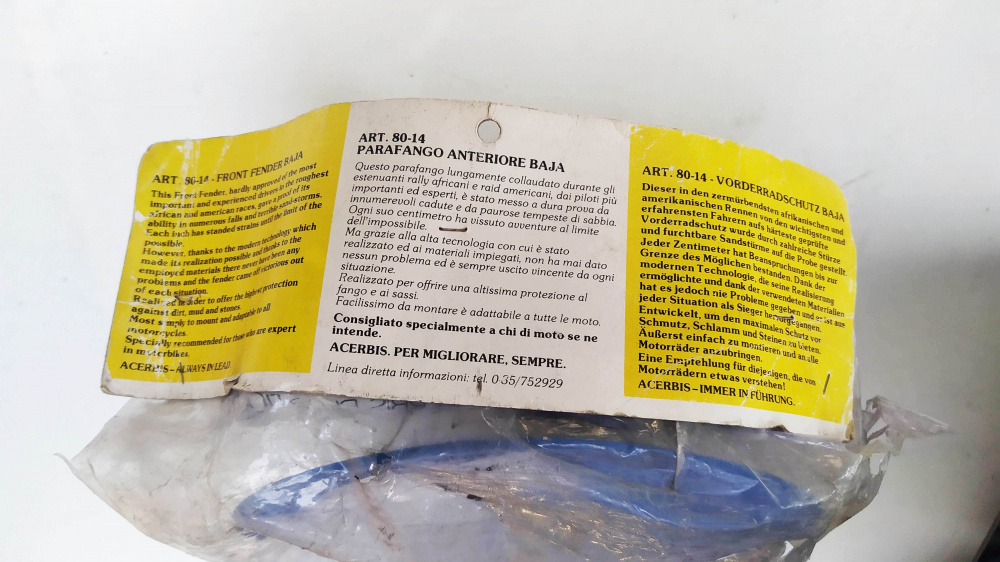 ART. 80-14 - FRONT FENDER BAJA
This Front Fender, hardly approved of the most
important and experienced drivers in the roughest
african and american races, gave a proof of its
ability in numerous falls and terrible sand-storms.
Each inch has standed strains until the limit of the
possible.
However, thanks to the modern technology which
made its realization possible and thanks to the
employed materials there never have been any
problems and the fender came off victorious out
of each situation.
Realized in order to offer the highest protection
against dirt, mud and stones.
Most simply to mount and adaptable to all
motorcycles.
Specially recommended for those who are expert
in motorbikes.
ACERBIS - ALWAYS IN LEAD.
ART. 80-14
PARAFANGO ANTERIORE BAJA
Questo parafango lungamente collaudato durante gli
estenuanti rally africani e raid americani, dai piloti più
importanti ed esperti, è stato messo a dura prova da
innumerevoli cadute e da paurose tempeste di sabbia.
Ogni suo centimetro ha vissuto avventure al limite
dell'impossibile.
Ma grazie alla alta tecnologia con cui è stato
realizzato ed ai materiali impiegati, non ha mai dato
nessun problema ed è sempre uscito vincente da ogni
situazione.
Realizzato per offrire una altissima protezione al
fango e ai sassi.
Facilissimo da montare è adattabile a tutte le moto.
Consigliato specialmente a chi di moto se ne
intende.
ACERBIS. PER MIGLIORARE, SEMPRE.
Linea diretta informazioni: tel. 035/752929
ART. 80-14 - VORDERRADSCHUTZ BAJA
Dieser in den zermürbendsten afrikanischen und
amerikanischen Rennen von den wichtigsten und
erfahrensten Fahrern aufs härteste geprüfte
Vorderradschutz wurde durch zahlreiche Stürze
und furchtbare Sandstürme auf die Probe gestellt.
Jeder Zentimeter hat Beanspruchungen bis zur
Grenze des Möglichen bestanden. Dank der
modernen Technologie, die seine Realisierung
ermöglichte und dank der verwendeten Materialien
hat es jedoch nie Probleme gegeben und er ist aus
jeder Situation als Sieger hervorgegangen.
Entwickelt, um den maximalen Schutz vor
Schmutz, Schlamm und Steinen zu bieten.
Äußerst einfach zu montieren und an alle
Motorräder anzubringen.
Eine Empfehlung für diejenigen, die von
Motorrädern etwas verstehen!
ACERBIS - IMMER IN FÜHRUNG.